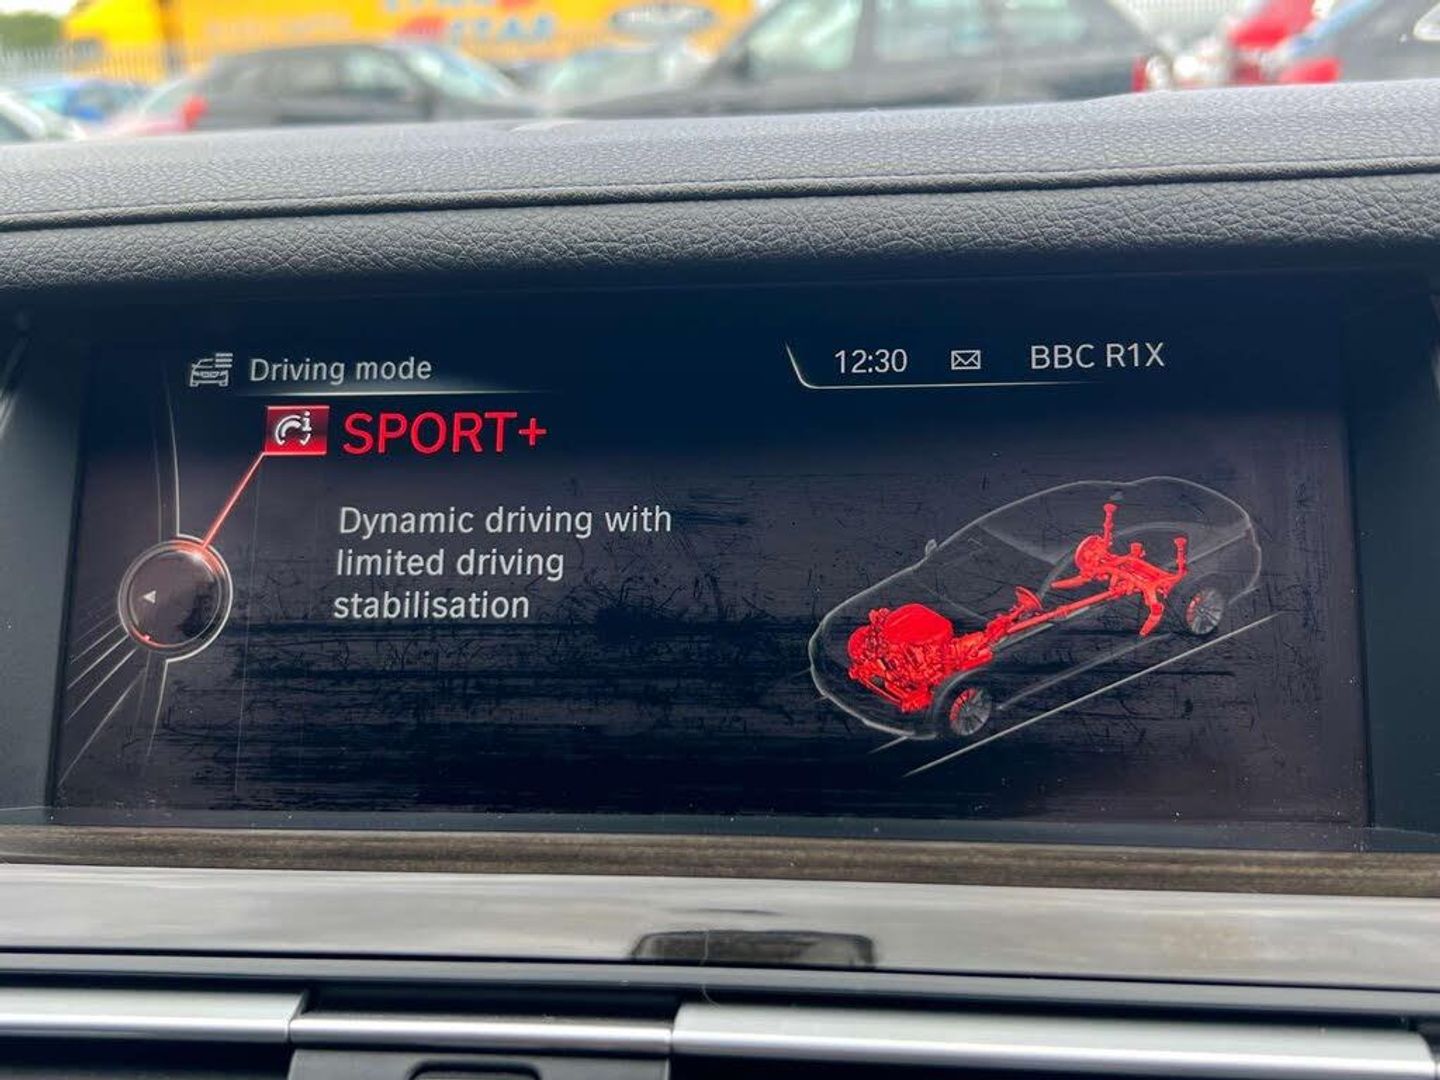 Driving mode
12:30
BBC R1X
SPORT+
Dynamic driving with
limited driving
stabilisation